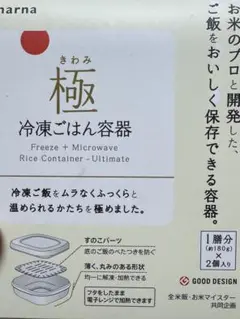 marna
きわみ
極
冷凍ごはん容器
Freeze + Microwave
Rice Container - Ultimate
冷凍ご飯をムラなくふっくらと
温められるかたちを極めました。
お米のプロと開発した、
ご飯をおいしく保存できる容器。
すのこパーツ
底のご飯のべたつきを防ぐ
薄く、丸みのある形状
均一に解凍・加熱できます
フタをしたまま
電子レンジで加熱できます
1膳分
(約180g)
×
2個入り
GOOD DESIGN
全米販・お米マイスター
共同企画